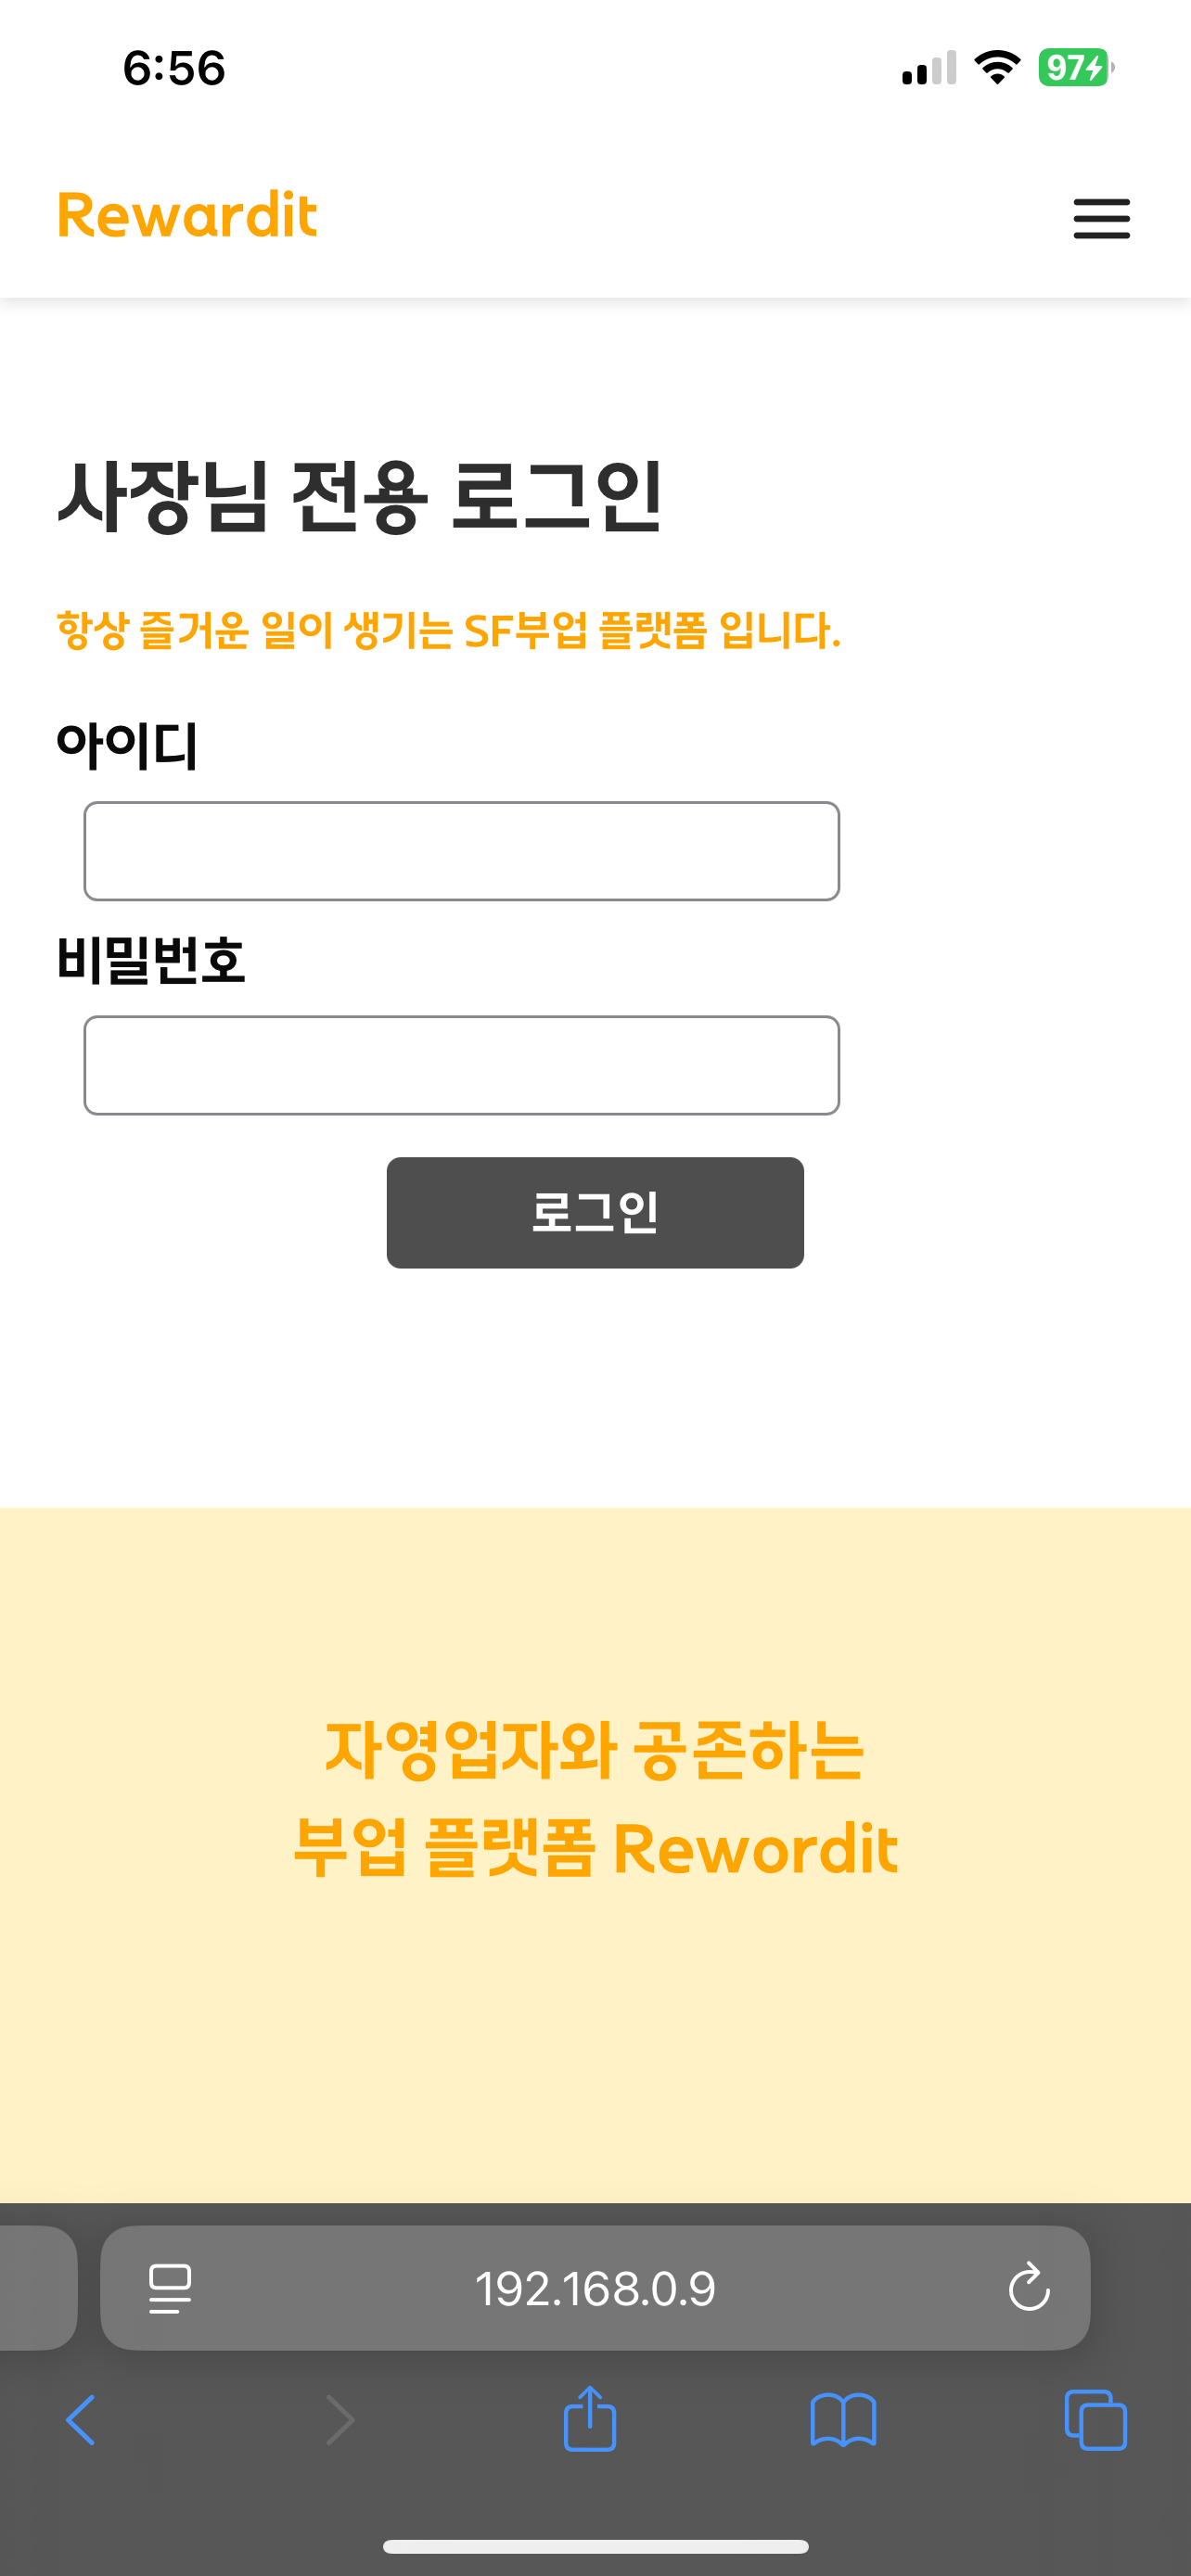 6:56
97
Rewardit
사장님 전용 로그인
항상 즐거운 일이 생기는 SF부업 플랫폼 입니다.
아이디
비밀번호
로그인
자영업자와 공존하는
부업 플랫폼 Rewordit
192.168.0.9